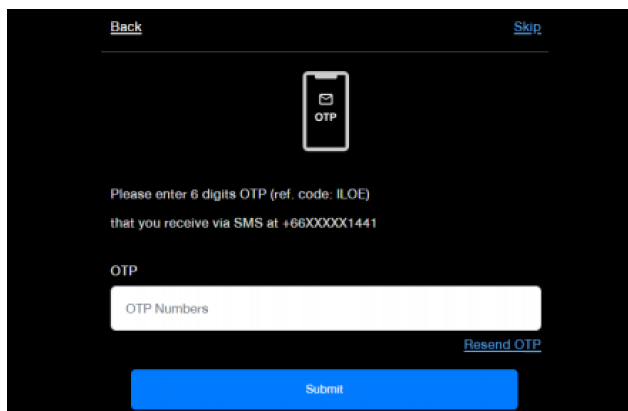 Back
Skip
OTP
Please enter 6 digits OTP (ref. code: ILOE)
that you receive via SMS at +66XXXXX1441
OTP
OTP Numbers
Resend OTP
Submit